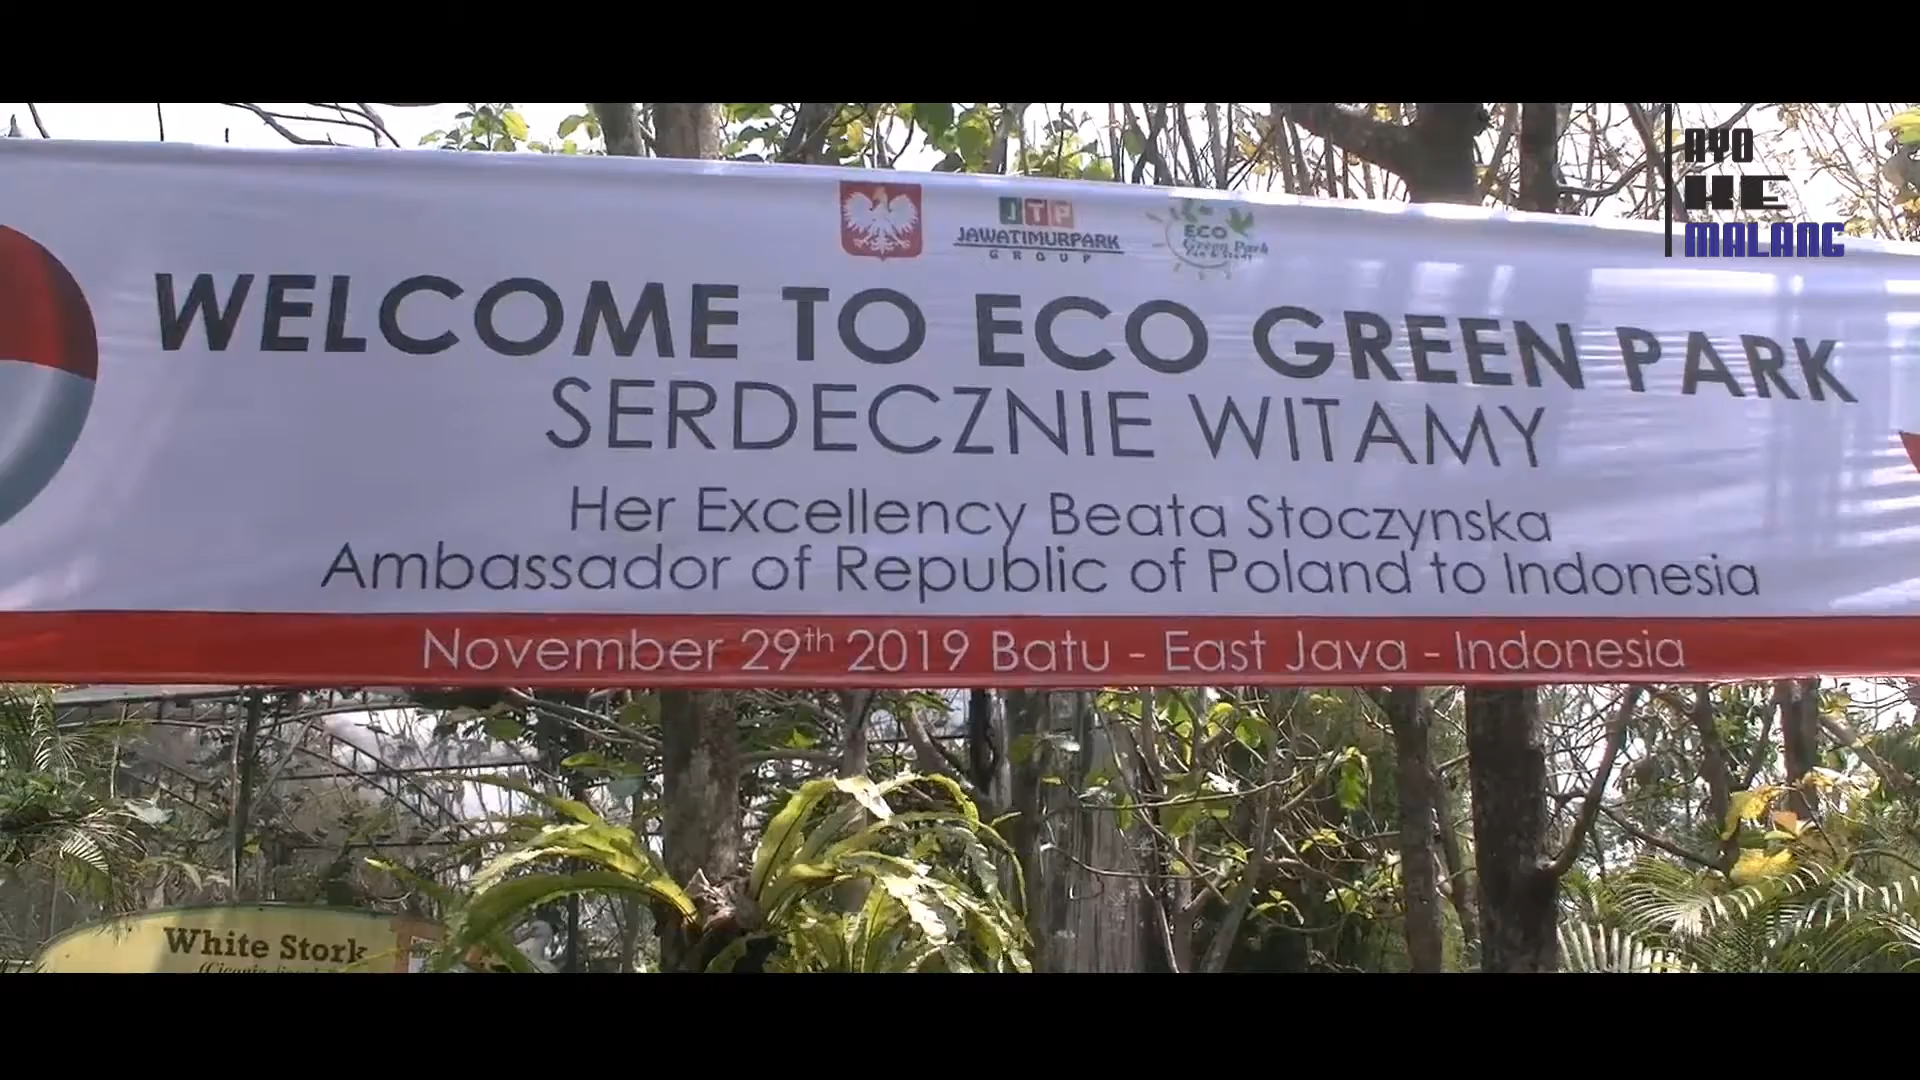 AYO
KE
MALANG
JTP
JAWATIMURPARK
GROUP
ECO
Green Park
WELCOME TO ECO GREEN PARK
SERDECZNIE WITAMY
Her Excellency Beata Stoczynska
Ambassador of Republic of Poland to Indonesia
November 29th 2019 Batu - East Java - Indonesia
White Stork